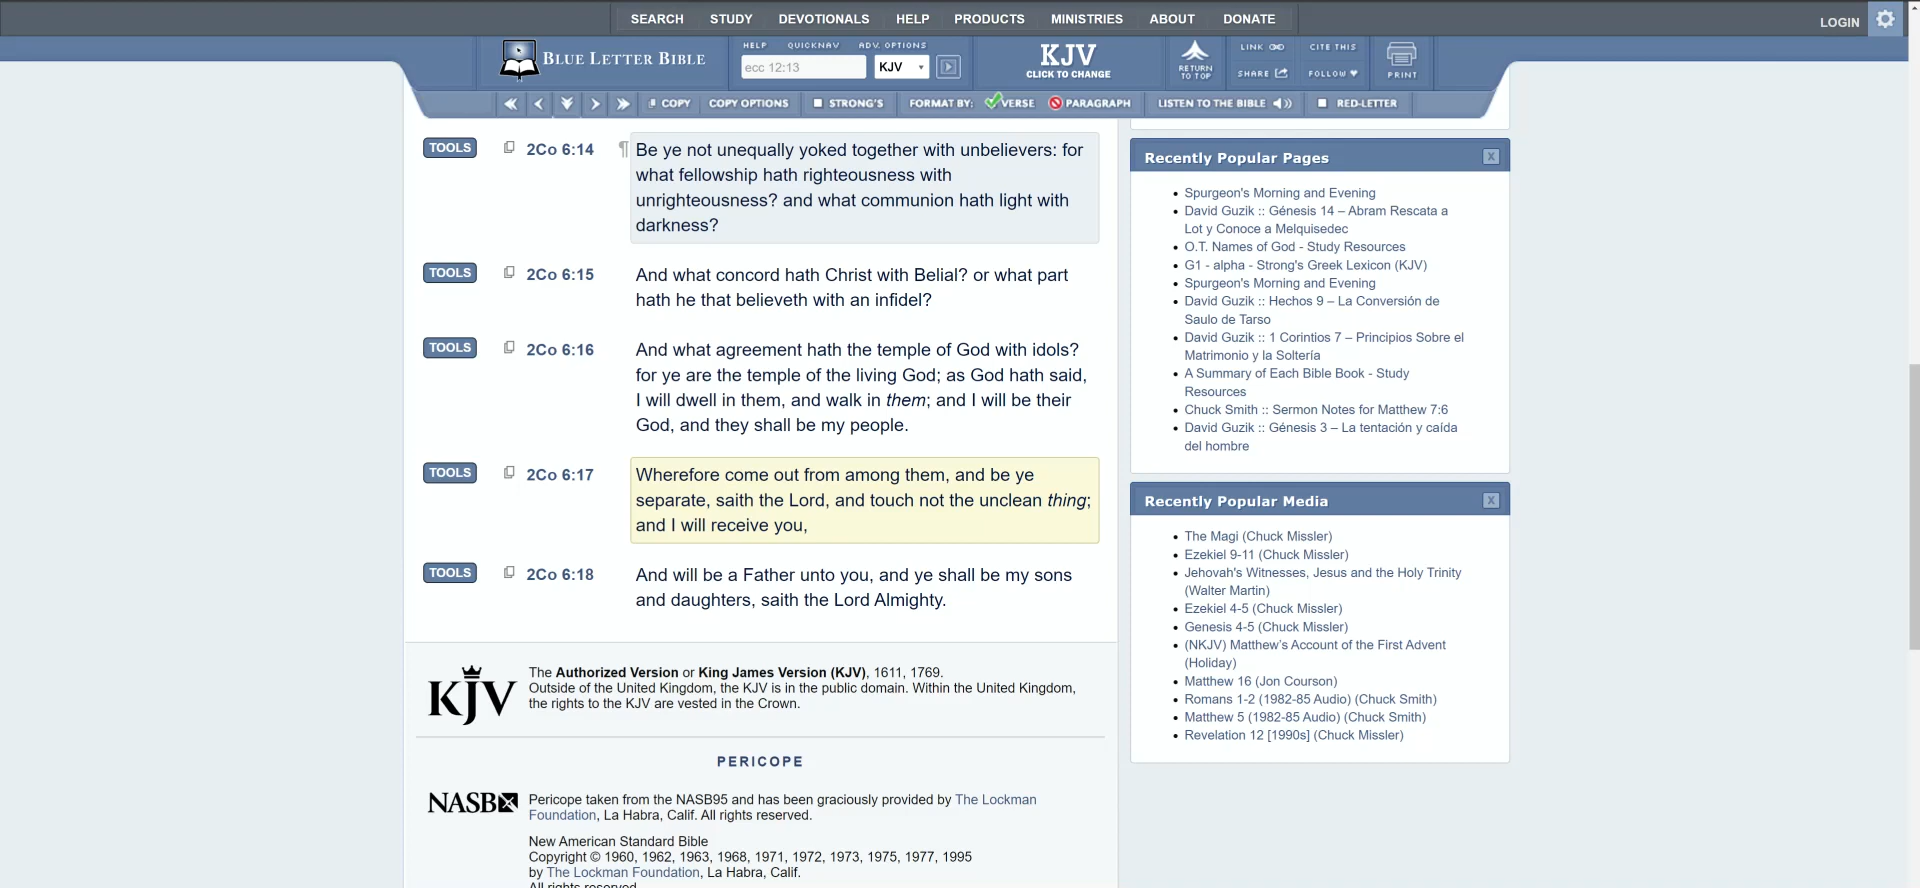 SEARCH STUDY DEVOTIONALS HELP PRODUCTS MINISTRIES ABOUT DONATE
LOGIN
BLUE LETTER BIBLE
HELP QUICKNAV ADV. OPTIONS
ecc 12:13 KJV
KJV
CLICK TO CHANGE
RETURN
TO TOP
LINK CITE THIS
SHARE FOLLOW
PRINT
COPY COPY OPTIONS STRONG'S FORMAT BY: VERSE PARAGRAPH LISTEN TO THE BIBLE RED-LETTER
TOOLS 2Co 6:14 ¶ Be ye not unequally yoked together with unbelievers: for
what fellowship hath righteousness with
unrighteousness? and what communion hath light with
darkness?
TOOLS 2Co 6:15 And what concord hath Christ with Belial? or what part
hath he that believeth with an infidel?
TOOLS 2Co 6:16 And what agreement hath the temple of God with idols?
for ye are the temple of the living God; as God hath said,
I will dwell in them, and walk in them; and I will be their
God, and they shall be my people.
TOOLS 2Co 6:17 Wherefore come out from among them, and be ye
separate, saith the Lord, and touch not the unclean thing;
and I will receive you,
TOOLS 2Co 6:18 And will be a Father unto you, and ye shall be my sons
and daughters, saith the Lord Almighty.
KJV
The Authorized Version or King James Version (KJV), 1611, 1769.
Outside of the United Kingdom, the KJV is in the public domain. Within the United Kingdom,
the rights to the KJV are vested in the Crown.
PERICOPE
NASB
Pericope taken from the NASB95 and has been graciously provided by The Lockman
Foundation, La Habra, Calif. All rights reserved.
New American Standard Bible
Copyright © 1960, 1962, 1963, 1968, 1971, 1972, 1973, 1975, 1977, 1995
by The Lockman Foundation, La Habra, Calif.
All rights reserved
Recently Popular Pages X
• Spurgeon's Morning and Evening
• David Guzik :: Génesis 14 – Abram Rescata a
Lot y Conoce a Melquisedec
• O.T. Names of God - Study Resources
• G1 - alpha - Strong's Greek Lexicon (KJV)
• Spurgeon's Morning and Evening
• David Guzik :: Hechos 9 – La Conversión de
Saulo de Tarso
• David Guzik :: 1 Corintios 7 – Principios Sobre el
Matrimonio y la Soltería
• A Summary of Each Bible Book - Study
Resources
• Chuck Smith :: Sermon Notes for Matthew 7:6
• David Guzik :: Génesis 3 – La tentación y caída
del hombre
Recently Popular Media X
• The Magi (Chuck Missler)
• Ezekiel 9-11 (Chuck Missler)
• Jehovah's Witnesses, Jesus and the Holy Trinity
(Walter Martin)
• Ezekiel 4-5 (Chuck Missler)
• Genesis 4-5 (Chuck Missler)
• (NKJV) Matthew's Account of the First Advent
(Holiday)
• Matthew 16 (Jon Courson)
• Romans 1-2 (1982-85 Audio) (Chuck Smith)
• Matthew 5 (1982-85 Audio) (Chuck Smith)
• Revelation 12 [1990s] (Chuck Missler)